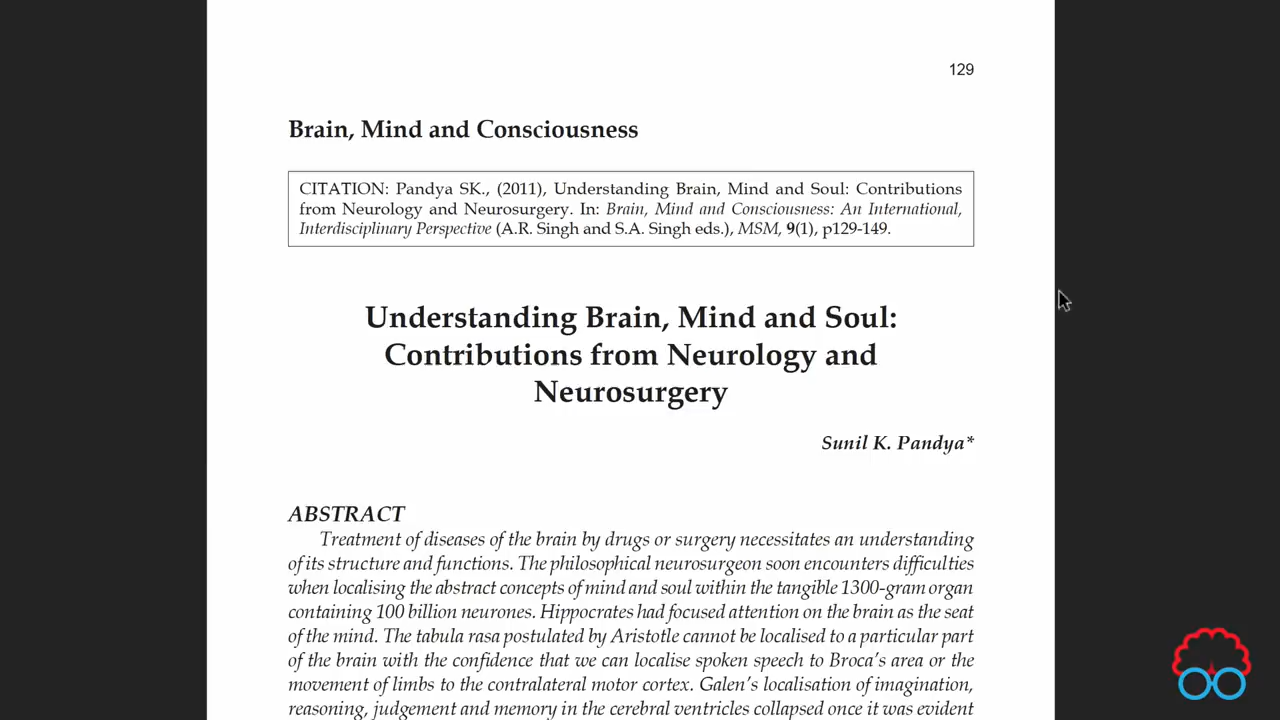 129
Brain, Mind and Consciousness
CITATION: Pandya SK., (2011), Understanding Brain, Mind and Soul: Contributions
from Neurology and Neurosurgery. In: Brain, Mind and Consciousness: An International,
Interdisciplinary Perspective (A.R. Singh and S.A. Singh eds.), MSM, 9(1), p129-149.
Understanding Brain, Mind and Soul:
Contributions from Neurology and
Neurosurgery
Sunil K. Pandya*
ABSTRACT
Treatment of diseases of the brain by drugs or surgery necessitates an understanding
of its structure and functions. The philosophical neurosurgeon soon encounters difficulties
when localising the abstract concepts of mind and soul within the tangible 1300-gram organ
containing 100 billion neurones. Hippocrates had focused attention on the brain as the seat
of the mind. The tabula rasa postulated by Aristotle cannot be localised to a particular part
of the brain with the confidence that we can localise spoken speech to Broca's area or the
movement of limbs to the contralateral motor cortex. Galen's localisation of imagination,
reasoning, judgement and memory in the cerebral ventricles collapsed once it was evident